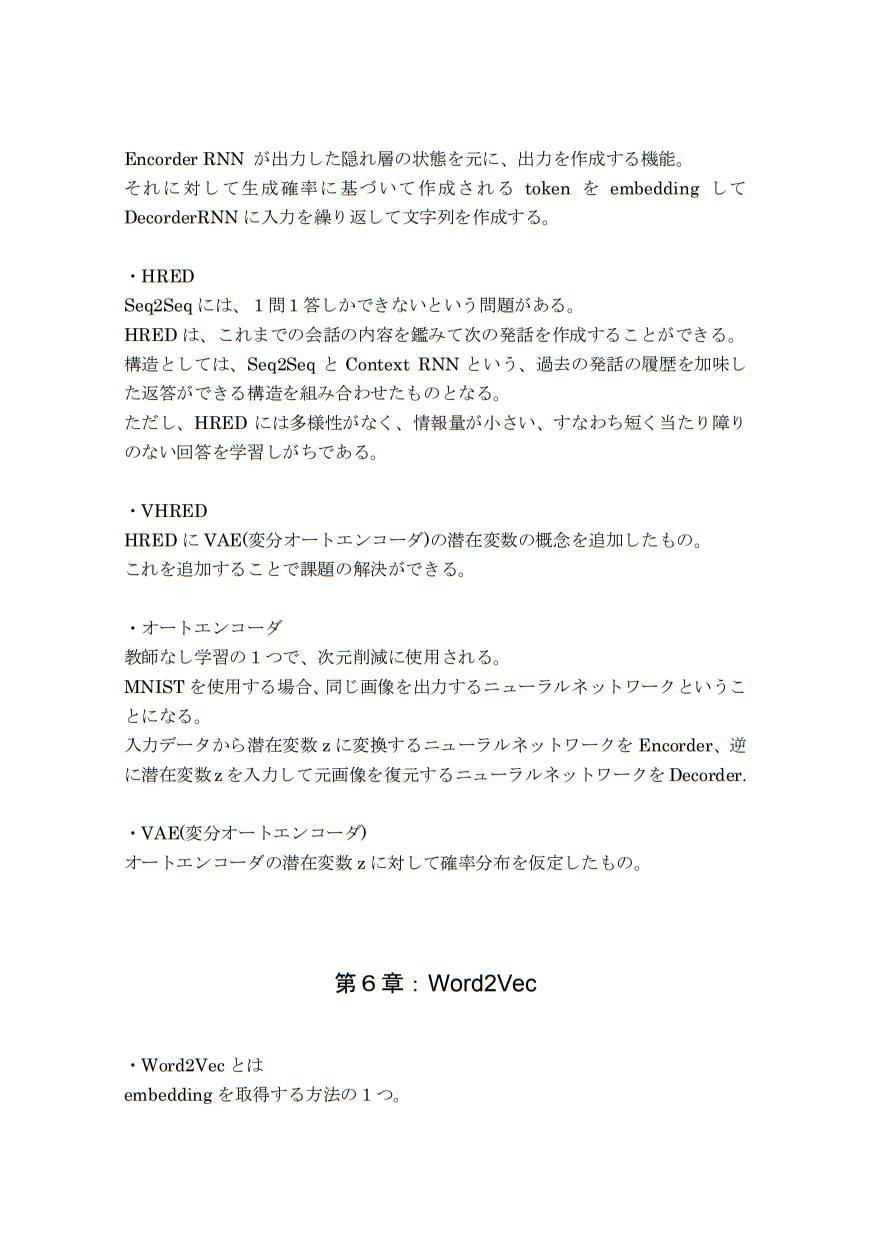 Encorder RNN が出力した隠れ層の状態を元に、出力を作成する機能。
それに対して生成確率に基づいて作成される token を embedding して
DecorderRNN に入力を繰り返して文字列を作成する。
・HRED
Seq2Seq には、１問１答しかできないという問題がある。
HRED は、これまでの会話の内容を鑑みて次の発話を作成することができる。
構造としては、Seq2Seq と Context RNN という、過去の発話の履歴を加味し
た返答ができる構造を組み合わせたものとなる。
ただし、HRED には多様性がなく、情報量が小さい、すなわち短く当たり障り
のない回答を学習しがちである。
・VHRED
HRED に VAE(変分オートエンコーダ)の潜在変数の概念を追加したもの。
これを追加することで課題の解決ができる。
・オートエンコーダ
教師なし学習の 1 つで、次元削減に使用される。
MNIST を使用する場合、同じ画像を出力するニューラルネットワークというこ
とになる。
入力データから潜在変数 z に変換するニューラルネットワークを Encorder、逆
に潜在変数 z を入力して元画像を復元するニューラルネットワークを Decorder.
・VAE(変分オートエンコーダ)
オートエンコーダの潜在変数 z に対して確率分布を仮定したもの。
第６章：Word2Vec
・Word2Vec とは
embedding を取得する方法の 1 つ。